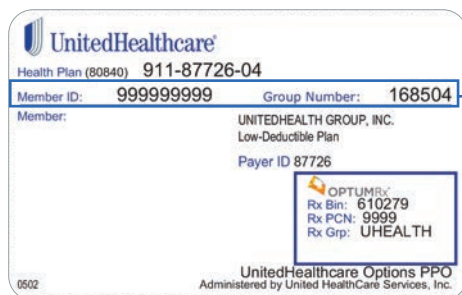 UnitedHealthcare®
Health Plan (80840) 911-87726-04
Member ID: 999999999 Group Number: 168504
Member:
UNITEDHEALTH GROUP, INC.
Low-Deductible Plan
Payer ID 87726
OPTUMRx®
Rx Bin: 610279
Rx PCN: 9999
Rx Grp: UHEALTH
UnitedHealthcare Options PPO
0502 Administered by United HealthCare Services, Inc.